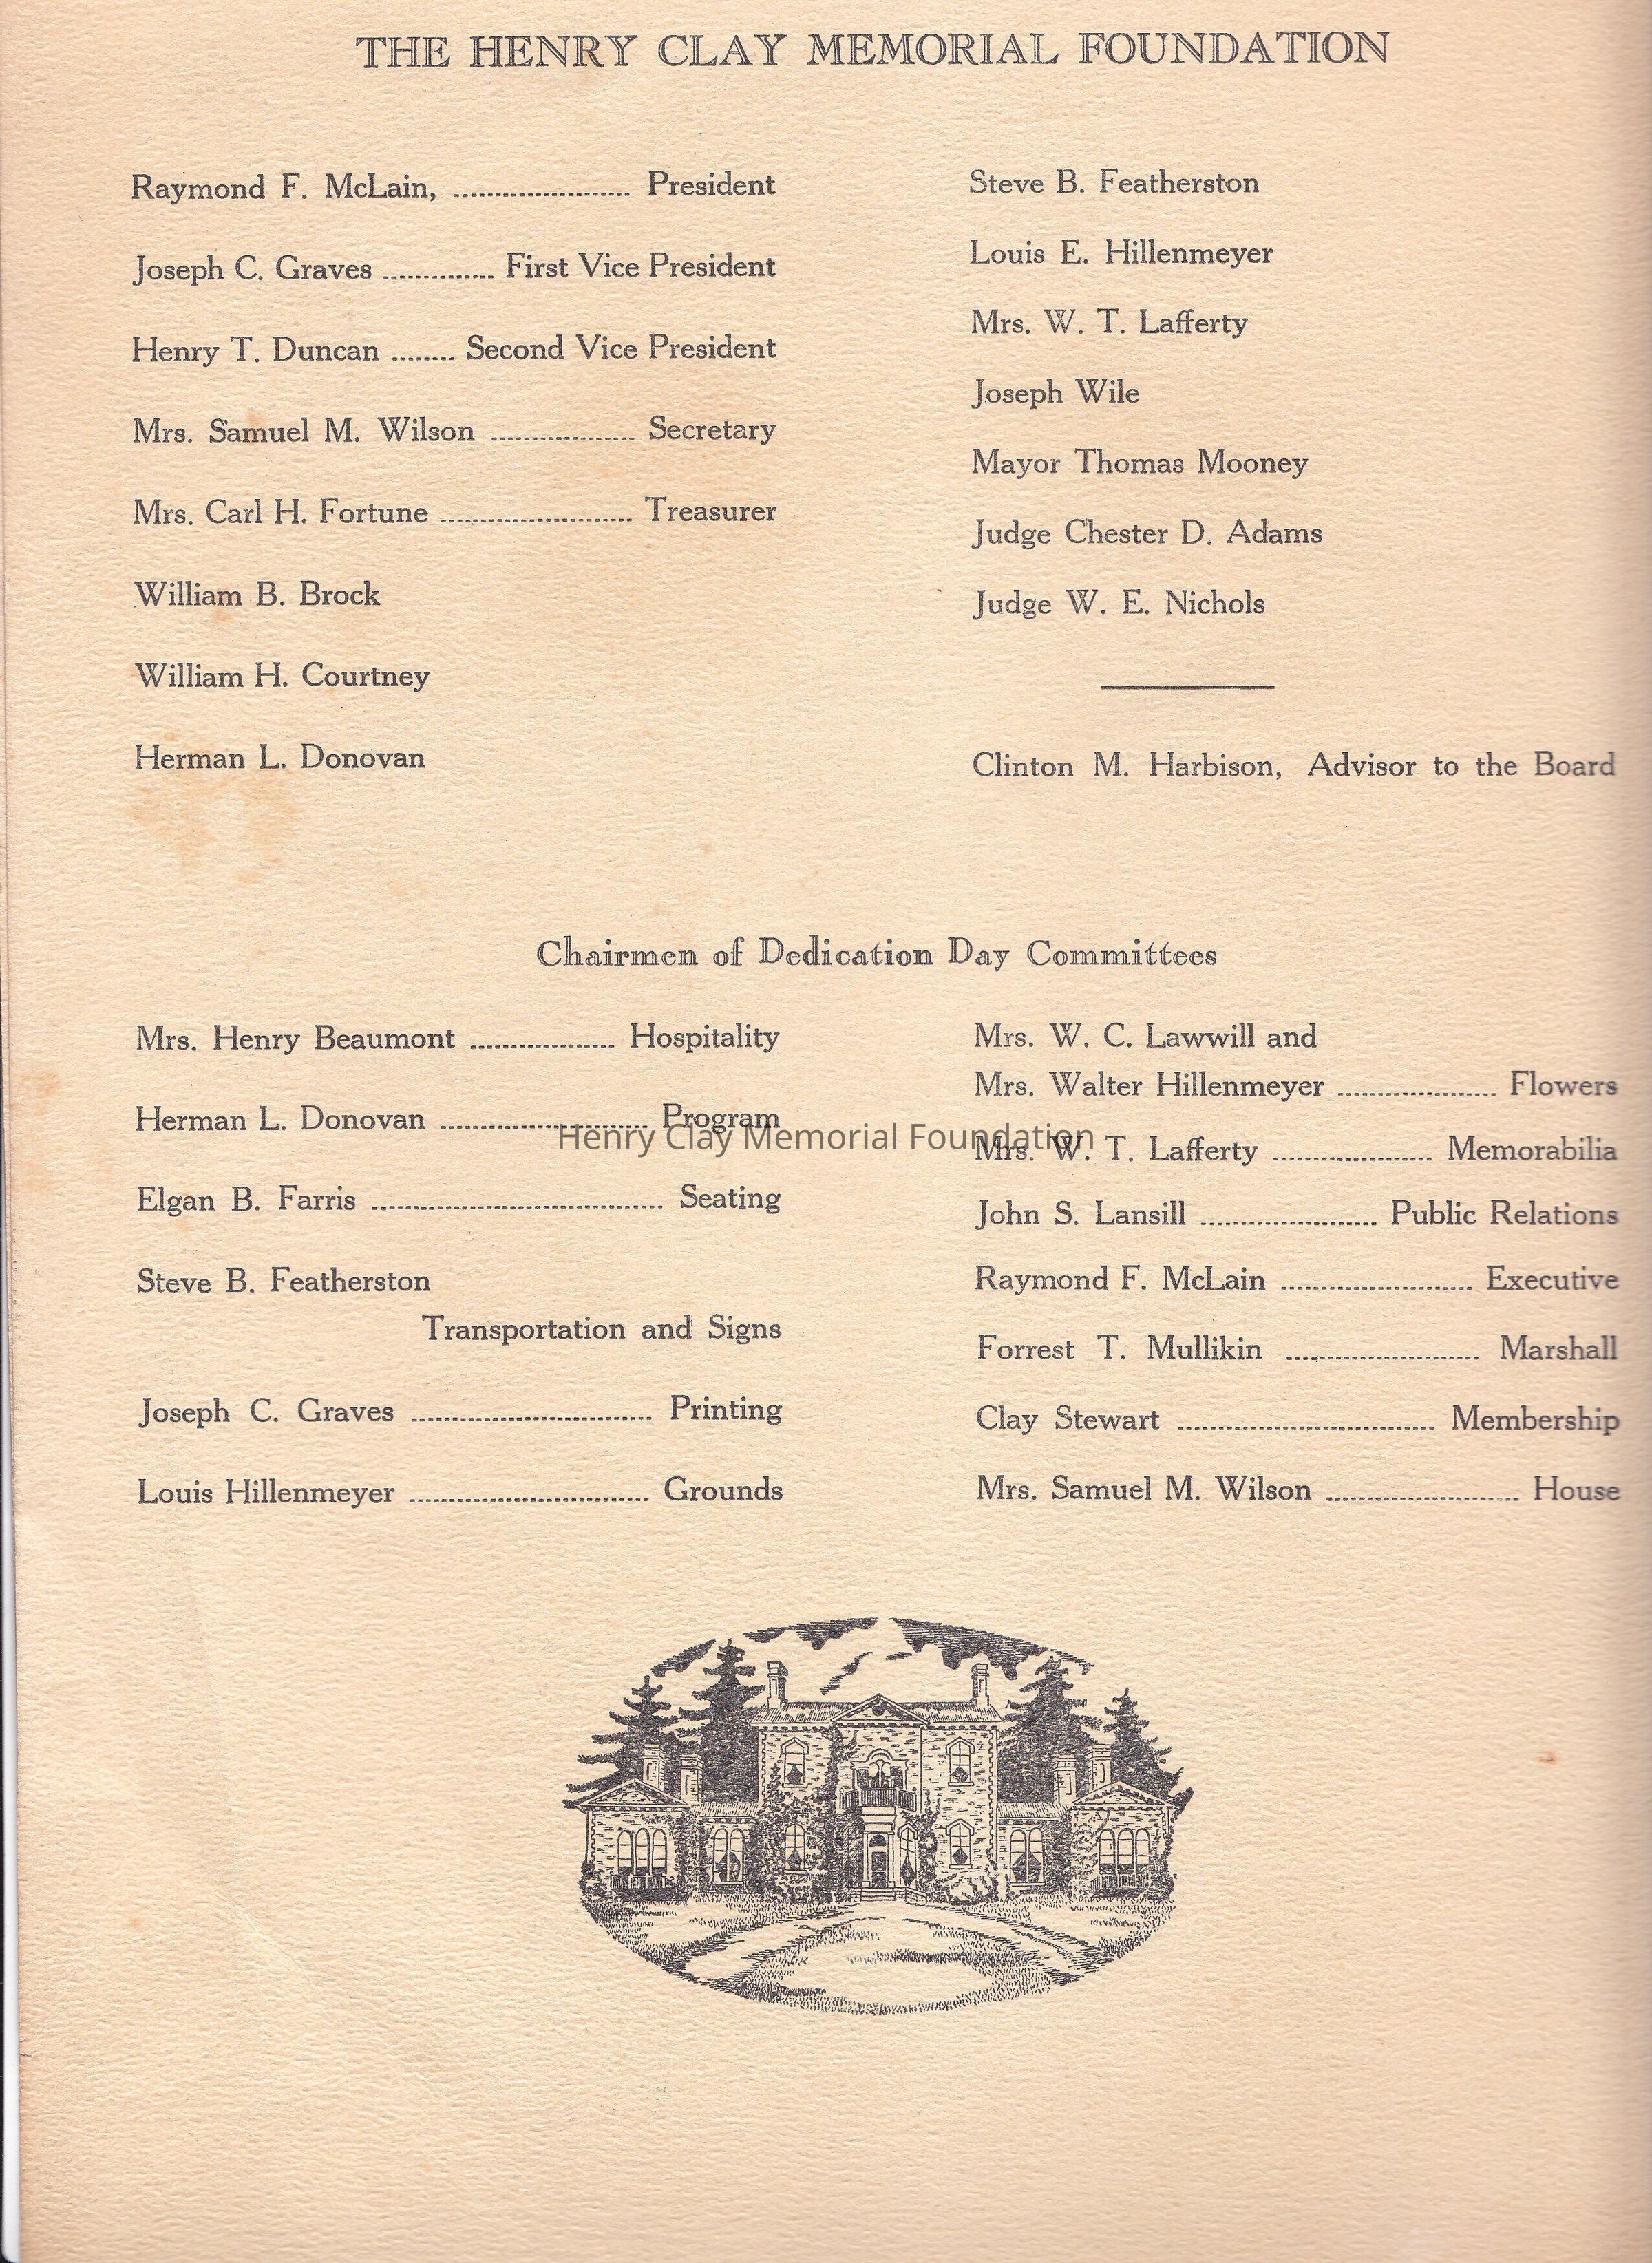 THE HENRY CLAY MEMORIAL FOUNDATION
Raymond F. McLain, ...................... President
Joseph C. Graves .............. First Vice President
Henry T. Duncan ........ Second Vice President
Mrs. Samuel M. Wilson .................. Secretary
Mrs. Carl H. Fortune ........................ Treasurer
William B. Brock
William H. Courtney
Herman L. Donovan
Steve B. Featherston
Louis E. Hillenmeyer
Mrs. W. T. Lafferty
Joseph Wile
Mayor Thomas Mooney
Judge Chester D. Adams
Judge W. E. Nichols
Clinton M. Harbison, Advisor to the Board
Chairmen of Dedication Day Committees
Mrs. Henry Beaumont .................. Hospitality
Herman L. Donovan .......................... Program
Elgan B. Farris .................................... Seating
Steve B. Featherston
Transportation and Signs
Joseph C. Graves .............................. Printing
Louis Hillenmeyer .............................. Grounds
Mrs. W. C. Lawwill and
Mrs. Walter Hillenmeyer .................... Flowers
Mrs. W. T. Lafferty .................... Memorabilia
John S. Lansill ...................... Public Relations
Raymond F. McLain ........................ Executive
Forrest T. Mullikin ........................ Marshall
Clay Stewart ................................ Membership
Mrs. Samuel M. Wilson ........................ House
Henry Clay Memorial Foundation